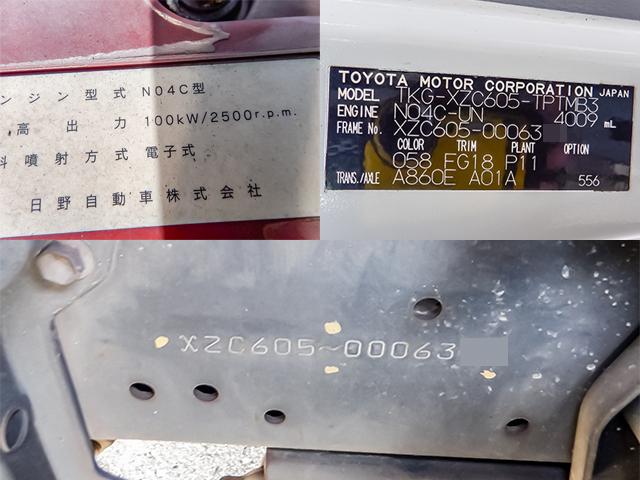 ンジン型式 N04C型
高出力 100kW/2500r.p.m.
料噴射方式 電子式
日野自動車株式会社
TOYOTA MOTOR CORPORATION JAPAN
MODEL TKG-XZC605-TPTMB3
ENGINE N04C-UN 4009 mL
FRAME No. XZC605-00063
COLOR TRIM PLANT OPTION
058 FG18 P11
TRANS./AXLE A860E A01A 556
XZC605-00063